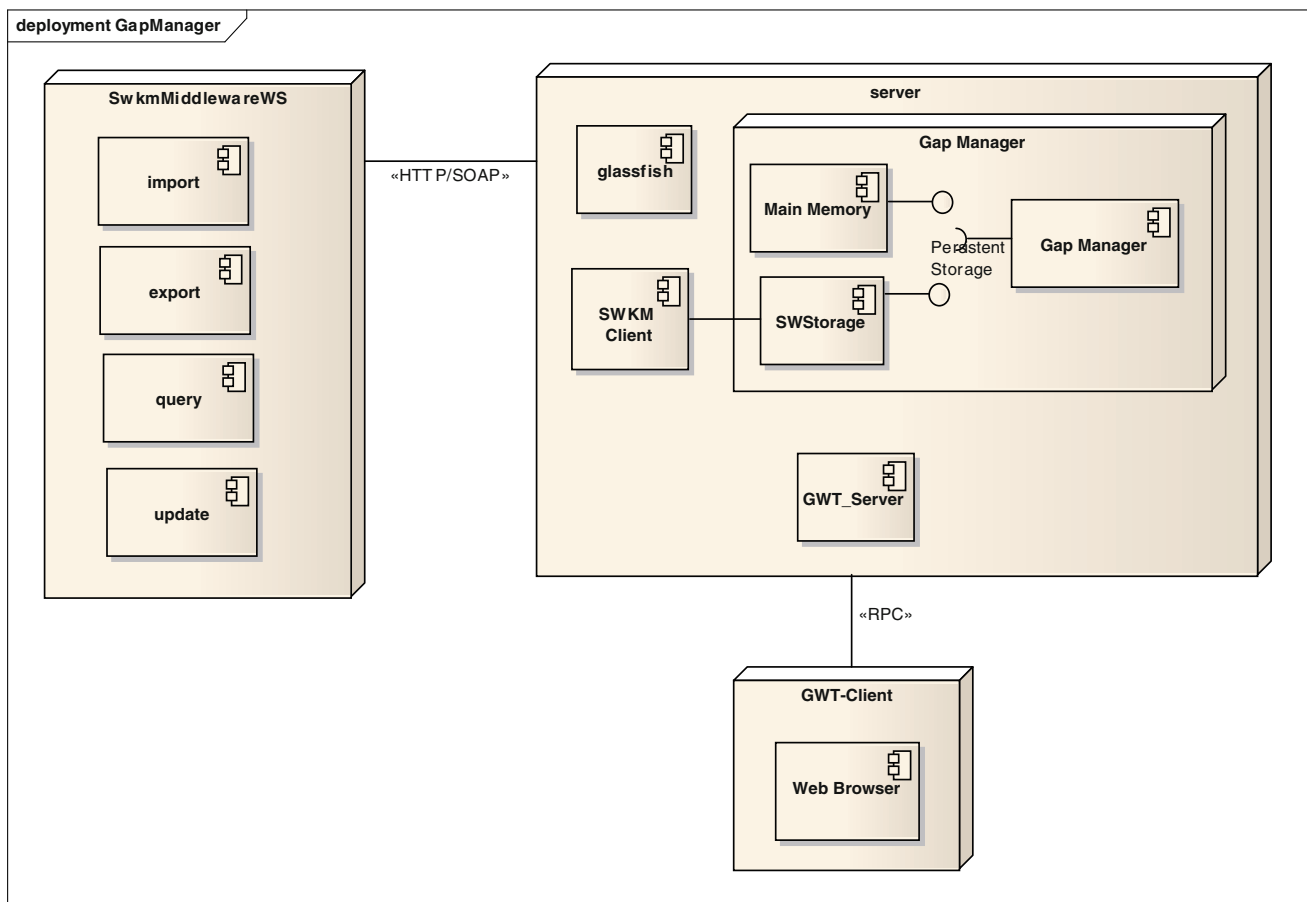 deployment GapManager
SwkmMiddlewareWS
import
export
query
update
«HTTP/SOAP»
server
glassfish
SWKM
Client
Gap Manager
Main Memory
SWStorage
Persistent
Storage
Gap Manager
GWT_Server
«RPC»
GWT-Client
Web Browser